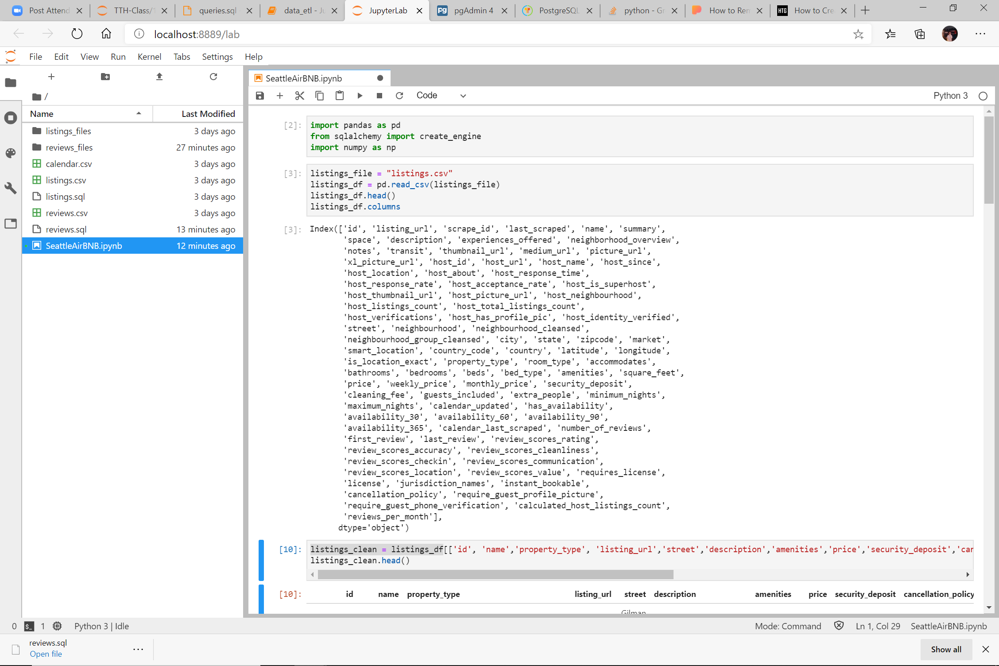 Post Attend
TTH-Class/1
queries.sql
data_etl - Ju
JupyterLab
pgAdmin 4
PostgreSQL
python - Gr
How to Ren
HTG
How to Cre
localhost:8889/lab
File Edit View Run Kernel Tabs Settings Help
/
Name Last Modified
listings_files 3 days ago
reviews_files 27 minutes ago
calendar.csv 3 days ago
listings.csv 3 days ago
listings.sql 3 days ago
reviews.csv 3 days ago
reviews.sql 13 minutes ago
SeattleAirBNB.ipynb 12 minutes ago
SeattleAirBNB.ipynb
Code
Python 3
[2]:
import pandas as pd
from sqlalchemy import create_engine
import numpy as np
[3]:
listings_file = "listings.csv"
listings_df = pd.read_csv(listings_file)
listings_df.head()
listings_df.columns
[3]:
Index(['id', 'listing_url', 'scrape_id', 'last_scraped', 'name', 'summary',
'space', 'description', 'experiences_offered', 'neighborhood_overview',
'notes', 'transit', 'thumbnail_url', 'medium_url', 'picture_url',
'xl_picture_url', 'host_id', 'host_url', 'host_name', 'host_since',
'host_location', 'host_about', 'host_response_time',
'host_response_rate', 'host_acceptance_rate', 'host_is_superhost',
'host_thumbnail_url', 'host_picture_url', 'host_neighbourhood',
'host_listings_count', 'host_total_listings_count',
'host_verifications', 'host_has_profile_pic', 'host_identity_verified',
'street', 'neighbourhood', 'neighbourhood_cleansed',
'neighbourhood_group_cleansed', 'city', 'state', 'zipcode', 'market',
'smart_location', 'country_code', 'country', 'latitude', 'longitude',
'is_location_exact', 'property_type', 'room_type', 'accommodates',
'bathrooms', 'bedrooms', 'beds', 'bed_type', 'amenities', 'square_feet',
'price', 'weekly_price', 'monthly_price', 'security_deposit',
'cleaning_fee', 'guests_included', 'extra_people', 'minimum_nights',
'maximum_nights', 'calendar_updated', 'has_availability',
'availability_30', 'availability_60', 'availability_90',
'availability_365', 'calendar_last_scraped', 'number_of_reviews',
'first_review', 'last_review', 'review_scores_rating',
'review_scores_accuracy', 'review_scores_cleanliness',
'review_scores_checkin', 'review_scores_communication',
'review_scores_location', 'review_scores_value', 'requires_license',
'license', 'jurisdiction_names', 'instant_bookable',
'cancellation_policy', 'require_guest_profile_picture',
'require_guest_phone_verification', 'calculated_host_listings_count',
'reviews_per_month'],
dtype='object')
[10]:
listings_clean = listings_df[['id', 'name','property_type', 'listing_url','street','description','amenities','price','security_deposit','car
listings_clean.head()
[10]:
id name property_type listing_url street description amenities price security_deposit cancellation_policy
Gilman
0 $_ 1 Python 3 | Idle
Mode: Command Ln 1, Col 29 SeattleAirBNB.ipynb
reviews.sql
Open file
Show all